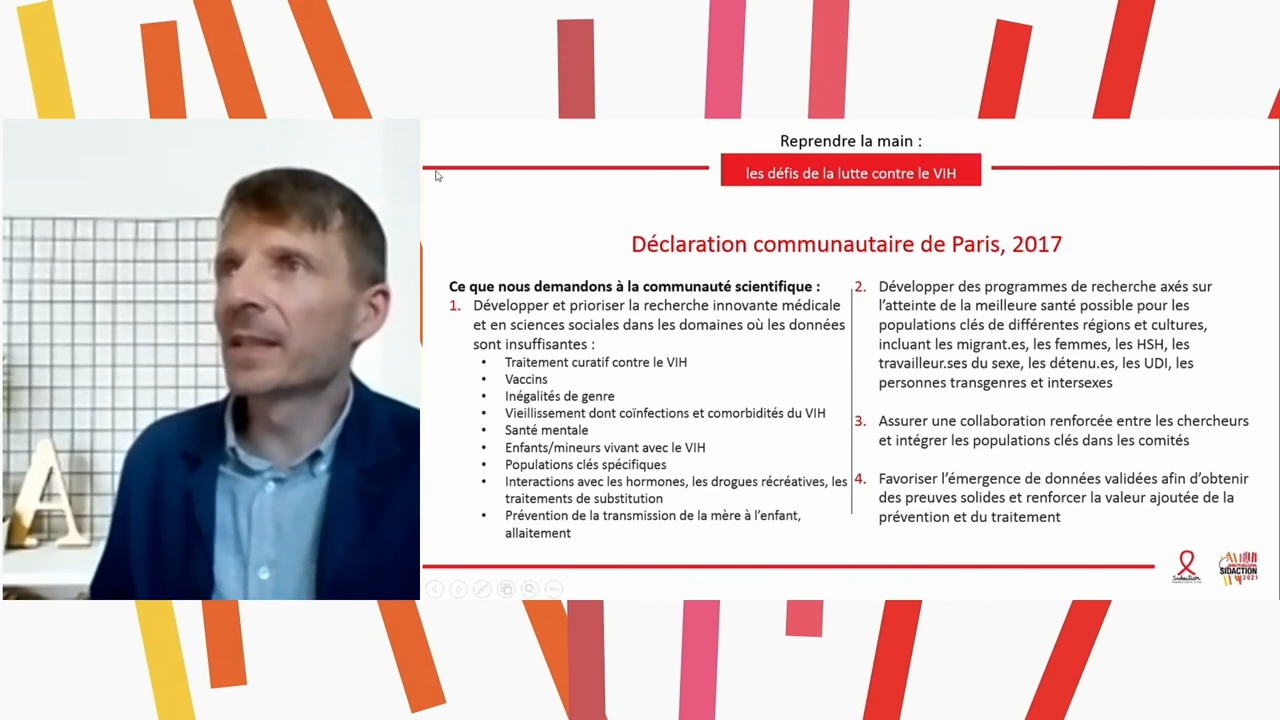 Reprendre la main :
les défis de la lutte contre le VIH
Déclaration communautaire de Paris, 2017
Ce que nous demandons à la communauté scientifique :
1. Développer et prioriser la recherche innovante médicale
et en sciences sociales dans les domaines où les données
sont insuffisantes :
• Traitement curatif contre le VIH
• Vaccins
• Inégalités de genre
• Vieillissement dont coïnfections et comorbidités du VIH
• Santé mentale
• Enfants/mineurs vivant avec le VIH
• Populations clés spécifiques
• Interactions avec les hormones, les drogues récréatives, les
traitements de substitution
• Prévention de la transmission de la mère à l'enfant,
allaitement
2. Développer des programmes de recherche axés sur
l'atteinte de la meilleure santé possible pour les
populations clés de différentes régions et cultures,
incluant les migrant.es, les femmes, les HSH, les
travailleur.ses du sexe, les détenu.es, les UDI, les
personnes transgenres et intersexes
3. Assurer une collaboration renforcée entre les chercheurs
et intégrer les populations clés dans les comités
4. Favoriser l'émergence de données validées afin d'obtenir
des preuves solides et renforcer la valeur ajoutée de la
prévention et du traitement
A
Sidaction
SIDACTION
2021